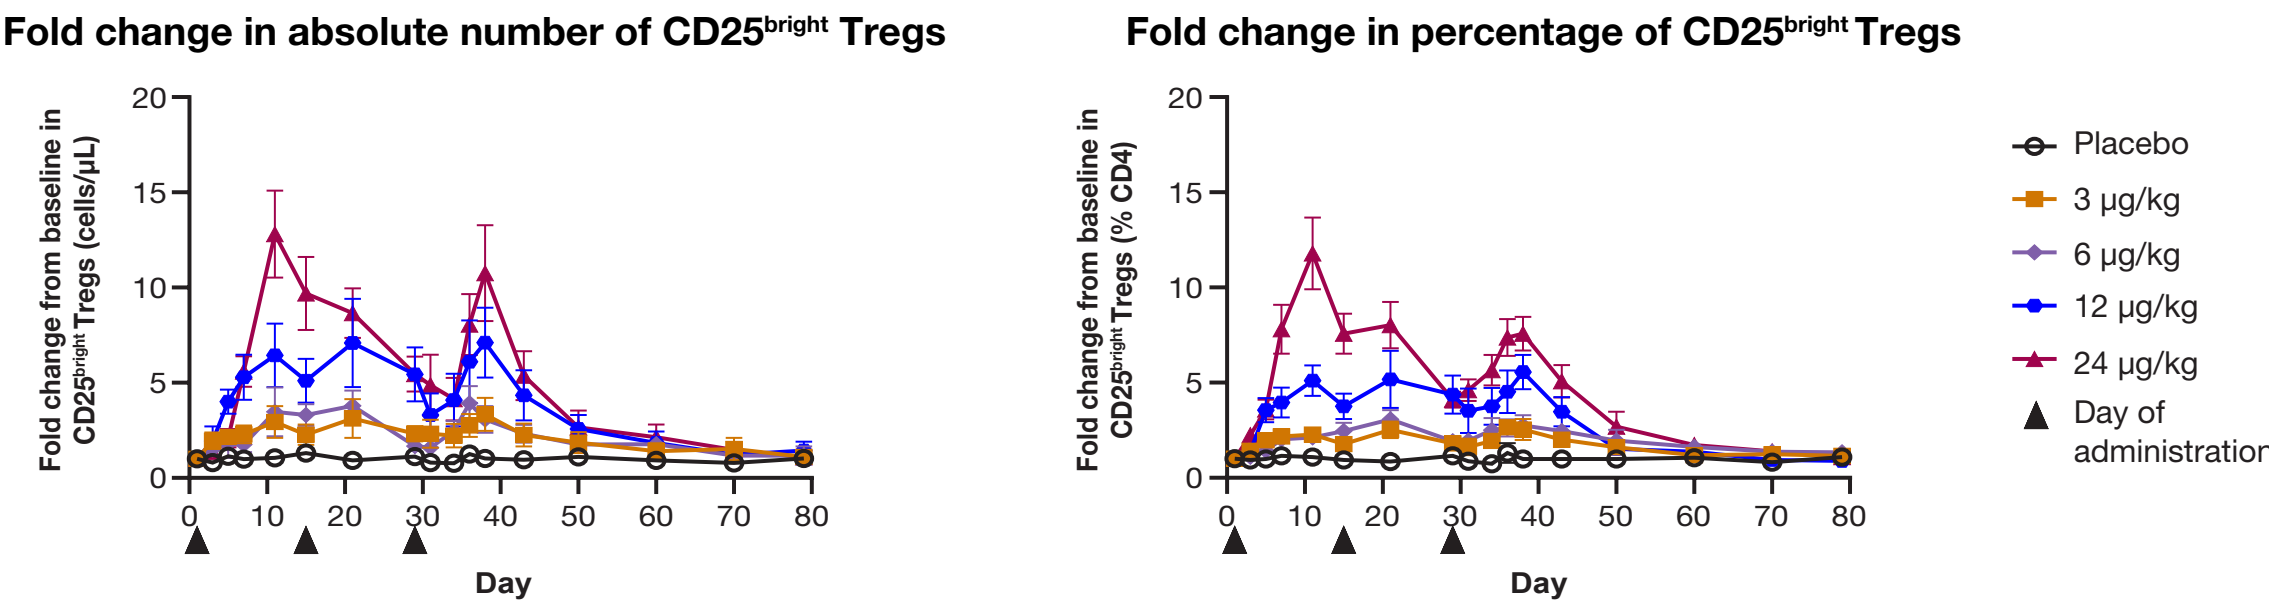 Fold change in absolute number of CD25bright Tregs
Fold change from baseline in
CD25bright Tregs (cells/µL)
20
15
10
5
0
0 10 20 30 40 50 60 70 80
Day
Fold change in percentage of CD25bright Tregs
Fold change from baseline in
CD25bright Tregs (% CD4)
20
15
10
5
0
0 10 20 30 40 50 60 70 80
Day
Placebo
3 µg/kg
6 µg/kg
12 µg/kg
24 µg/kg
Day of
administration